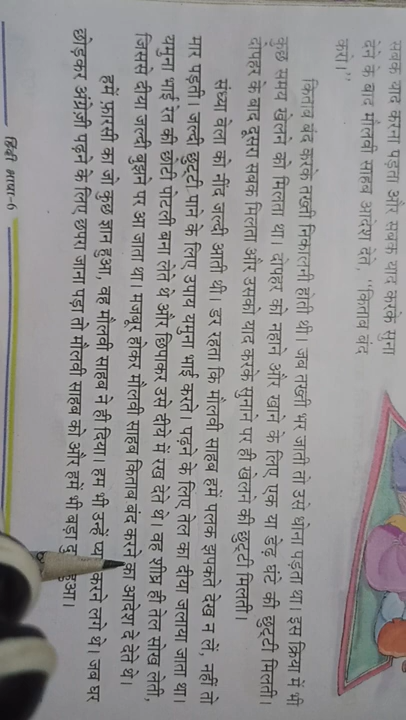 सबक याद करना पड़ता और सबक याद करके सुना
देने के बाद मौलवी साहब आदेश देते, "किताब बंद
करो।"
किताब बंद करके तख्ती निकालनी होती थी। जब तख्ती भर जाती तो उसे धोना पड़ता था। इस क्रिया में भी
कुछ समय खेलने को मिलता था। दोपहर को नहाने और खाने के लिए एक या डेढ़ घंटे की छुट्टी मिलती।
दोपहर के बाद दूसरा सबक मिलता और उसको याद करके सुनाने पर ही खेलने की छुट्टी मिलती।
संध्या वेला को नींद जल्दी आती थी। डर रहता कि मौलवी साहब हमें पलक झपकते देख न लें, नहीं तो
मार पड़ती। जल्दी छुट्टी पाने के लिए उपाय यमुना भाई करते। पढ़ने के लिए तेल का दीया जलाया जाता था।
यमुना भाई रेत की छोटी पोटली बना लेते थे और छिपाकर उसे दीये में रख देते थे। वह शीघ्र ही तेल सोख लेती,
जिससे दीया जल्दी बुझने पर आ जाता था। मजबूर होकर मौलवी साहब किताब बंद करने का आदेश दे देते थे।
हमें फ़ारसी का जो कुछ ज्ञान हुआ, वह मौलवी साहब ने ही दिया। हम भी उन्हें करने लगे थे। जब घर
छोड़कर अंग्रेज़ी पढ़ने के लिए छपरा जाना पड़ा तो मौलवी साहब को और हमें भी बड़ा हुआ।
हिंदी भाषा-6